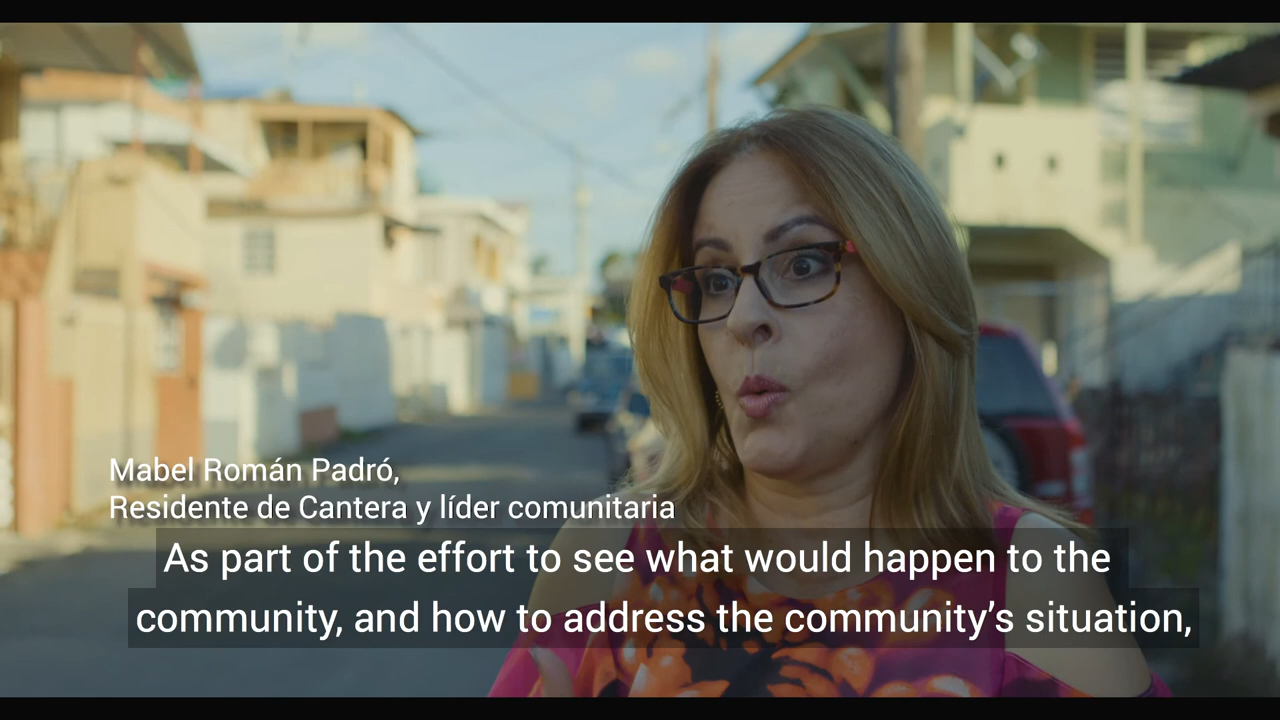 Mabel Román Padró,
Residente de Cantera y líder comunitaria
As part of the effort to see what would happen to the
community, and how to address the community’s situation,